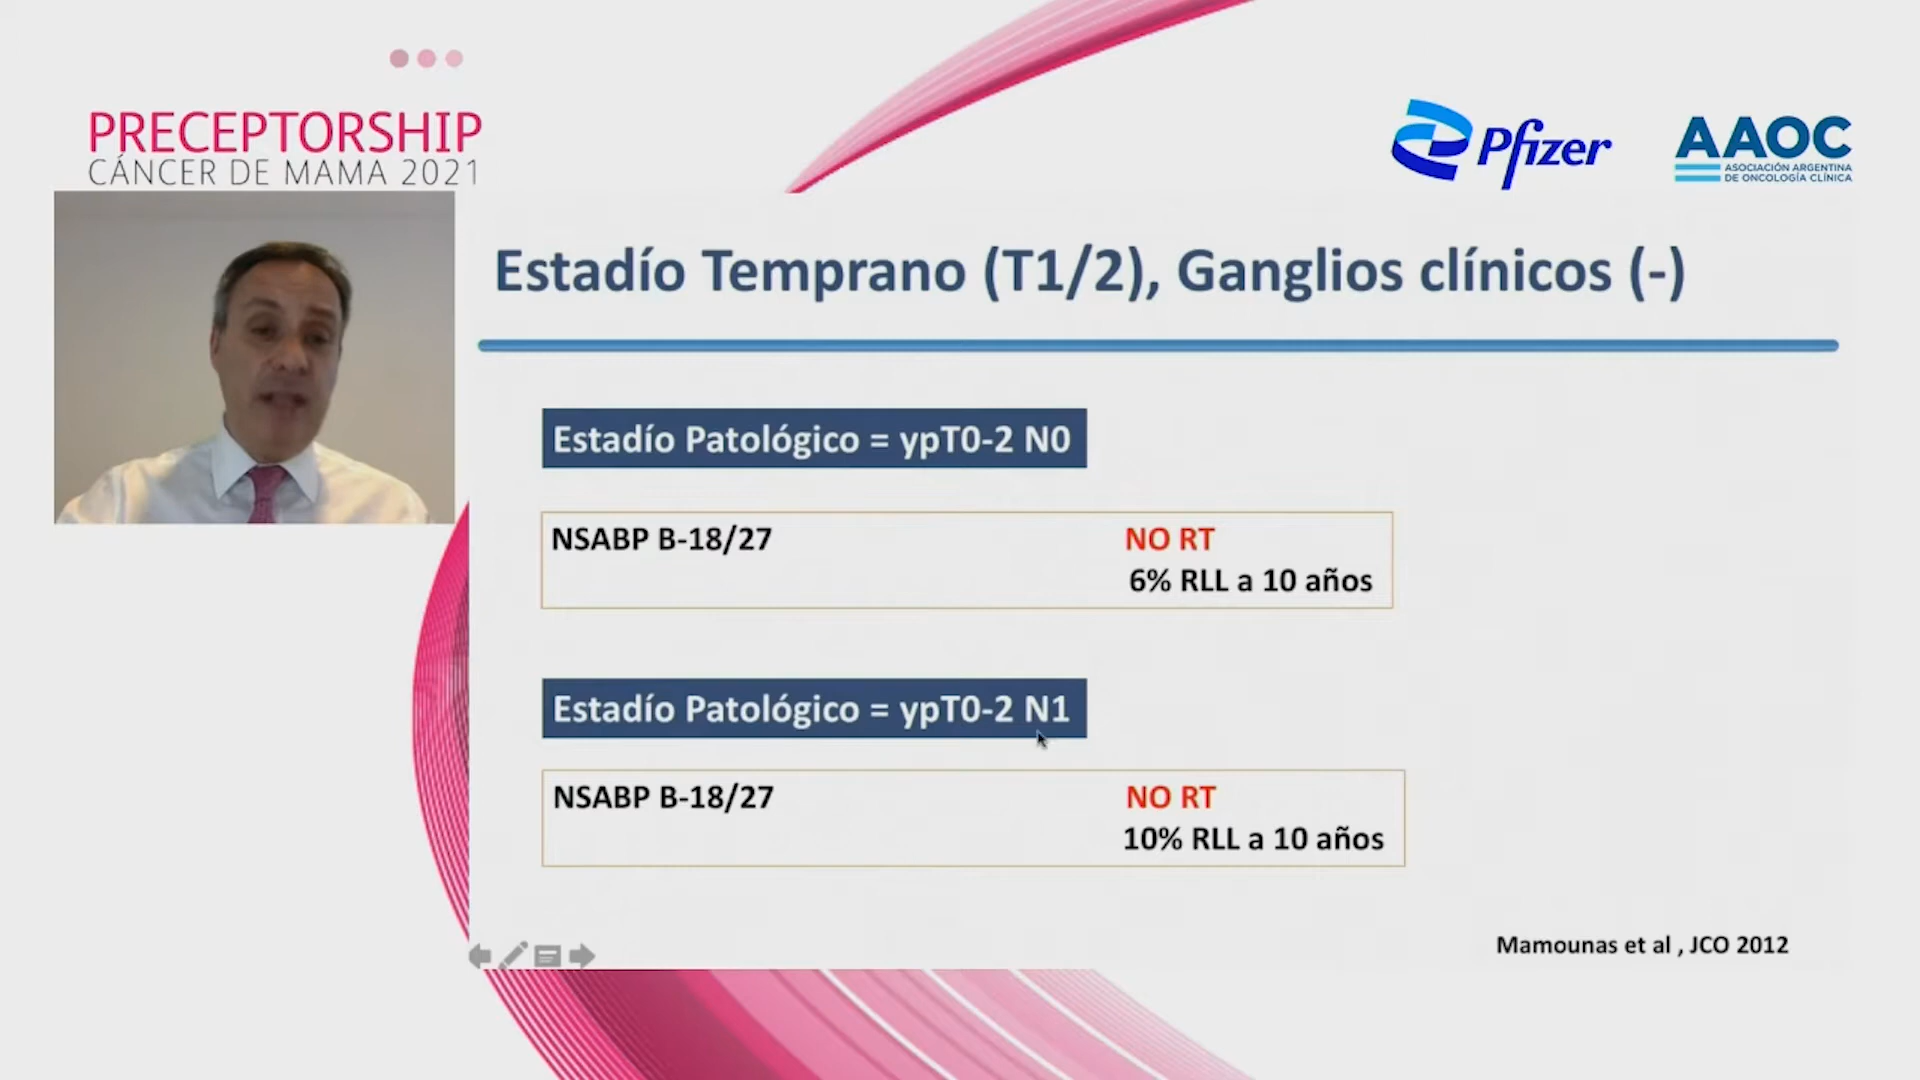 PRECEPTORSHIP
CÁNCER DE MAMA 2021
Pfizer
AAOC
ASOCIACIÓN ARGENTINA
DE ONCOLOGÍA CLÍNICA
Estadío Temprano (T1/2), Ganglios clínicos (-)
Estadío Patológico = ypT0-2 N0
NSABP B-18/27 NO RT
6% RLL a 10 años
Estadío Patológico = ypT0-2 N1
NSABP B-18/27 NO RT
10% RLL a 10 años
Mamounas et al , JCO 2012